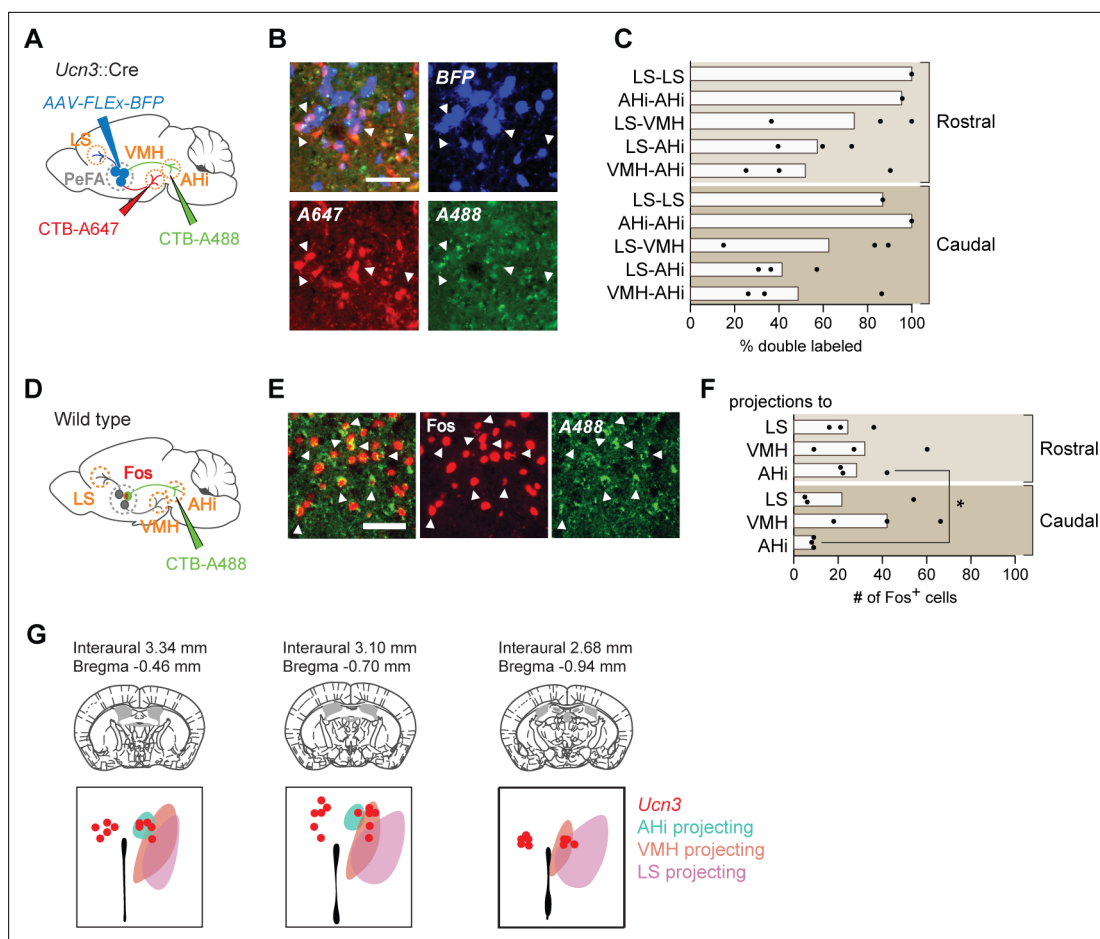 A
Ucn3::Cre
AAV-FLEx-BFP
LS
VMH
PeFA
AHi
CTB-A647
CTB-A488
B
BFP
A647
A488
C
LS-LS
AHi-AHi
LS-VMH
LS-AHi
VMH-AHi
Rostral
LS-LS
AHi-AHi
LS-VMH
LS-AHi
VMH-AHi
Caudal
0 20 40 60 80 100
% double labeled
D
Wild type
Fos
LS
AHi
VMH
CTB-A488
E
Fos
A488
F
projections to
LS
VMH
AHi
Rostral
LS
VMH
AHi
Caudal
*
0 20 40 60 80 100
# of Fos+ cells
G
Interaural 3.34 mm
Bregma -0.46 mm
Interaural 3.10 mm
Bregma -0.70 mm
Interaural 2.68 mm
Bregma -0.94 mm
Ucn3
AHi projecting
VMH projecting
LS projecting